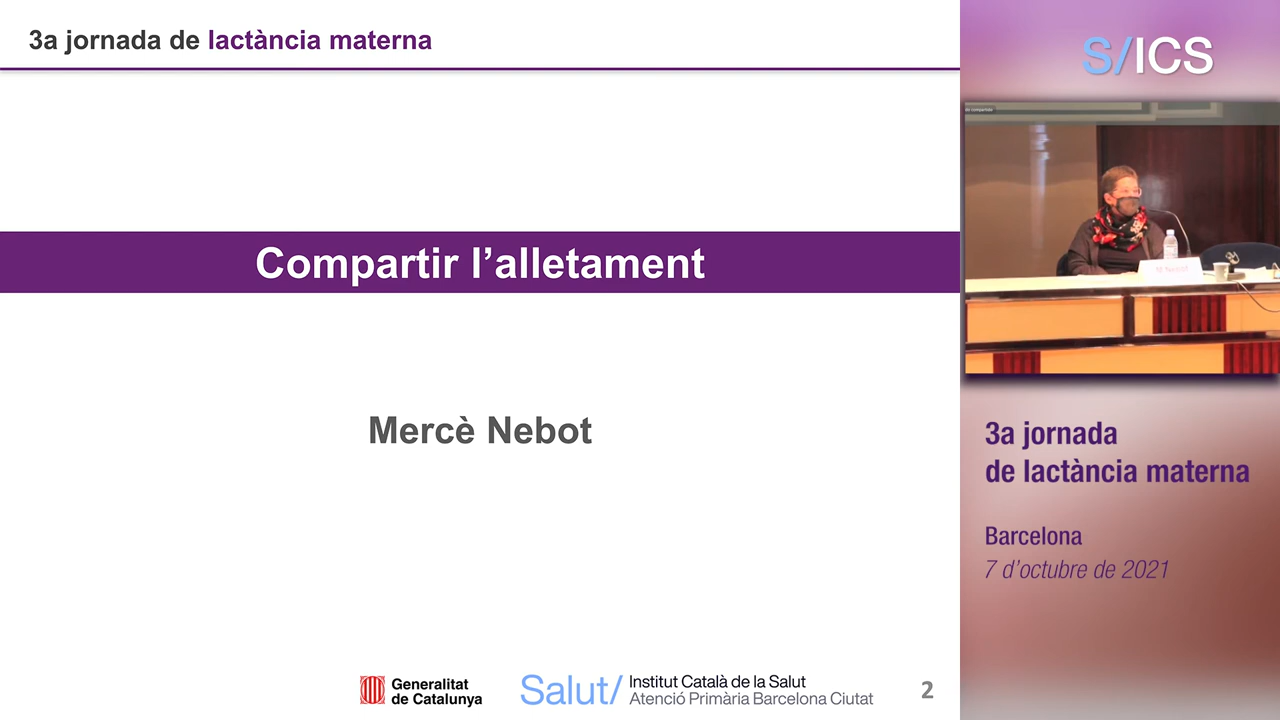 3a jornada de lactància materna
Compartir l’alletament
Mercè Nebot
Generalitat
de Catalunya
Salut/
Institut Català de la Salut
Atenció Primària Barcelona Ciutat
2
S/ICS
3a jornada
de lactància materna
Barcelona
7 d’octubre de 2021